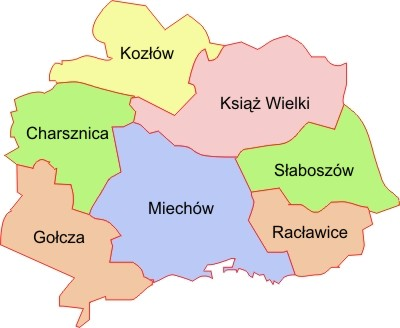 Kozłów
Książ Wielki
Charsznica
Słaboszów
Miechów
Gołcza
Racławice